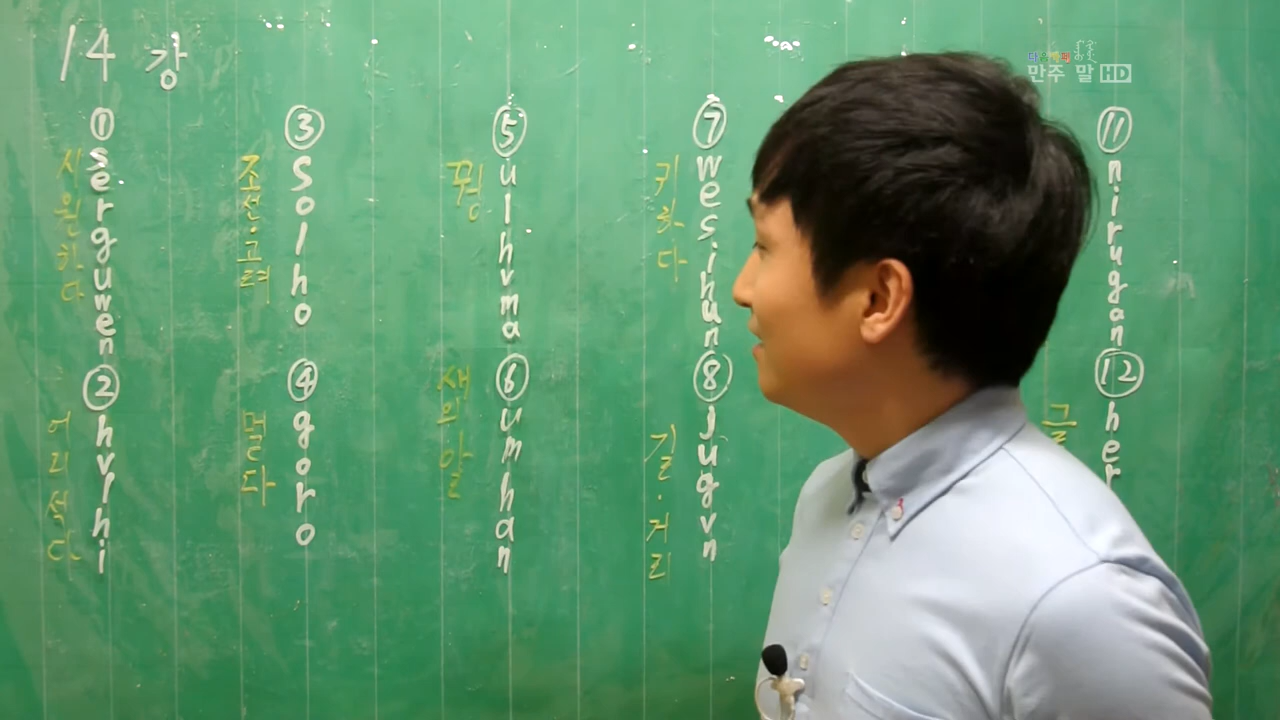 14 강
① serguwen
시원하다
② hvlhi
어리석다
③ solho
조선·고려
④ goro
멀다
⑤ ulhvma
꿩
⑥ umhan
새의 알
⑦ wesihun
귀하다
⑧ jugvn
길·거리
⑪ nirugan
⑫ her
글
만주 말 HD